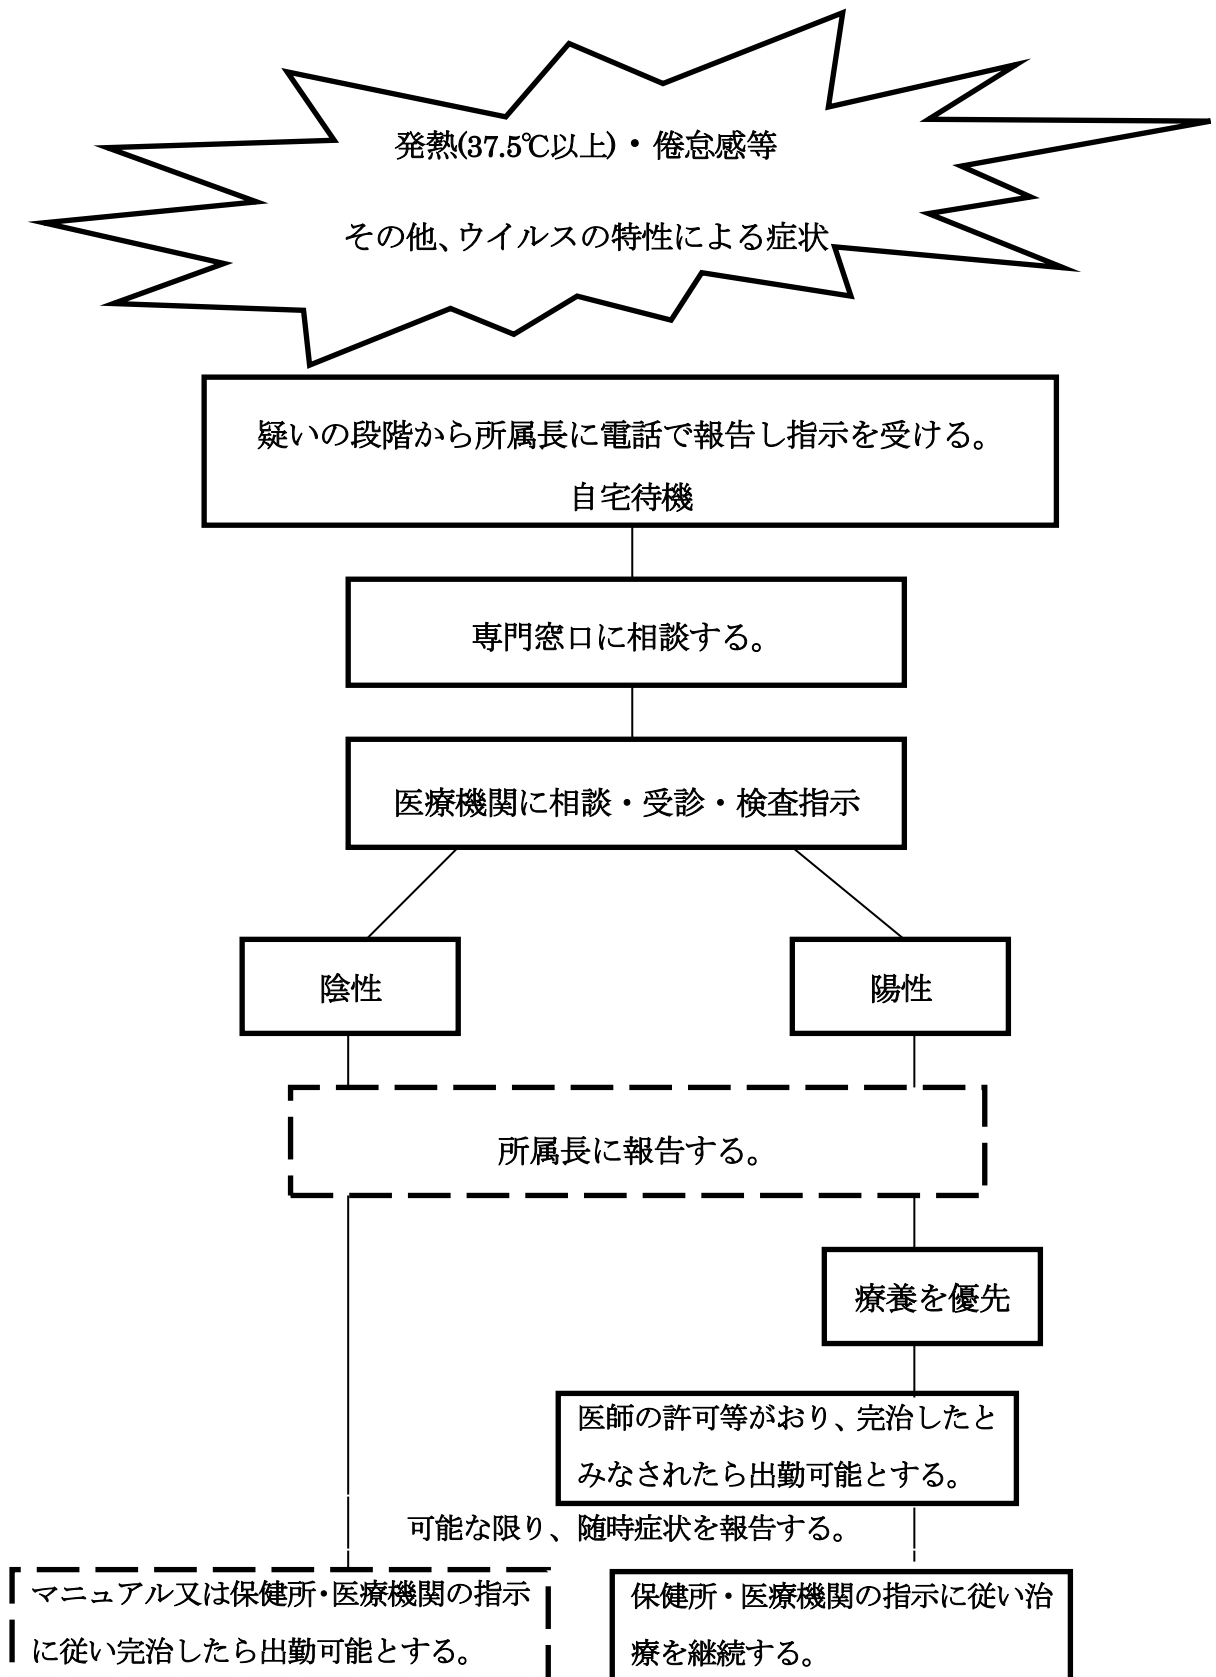 発熱(37.5℃以上)・倦怠感等
その他、ウイルスの特性による症状
疑いの段階から所属長に電話で報告し指示を受ける。
自宅待機
専門窓口に相談する。
医療機関に相談・受診・検査指示
陰性
陽性
所属長に報告する。
療養を優先
医師の許可等がおり、完治したと
みなされたら出勤可能とする。
可能な限り、随時症状を報告する。
マニュアル又は保健所・医療機関の指示
に従い完治したら出勤可能とする。
保健所・医療機関の指示に従い治
療を継続する。